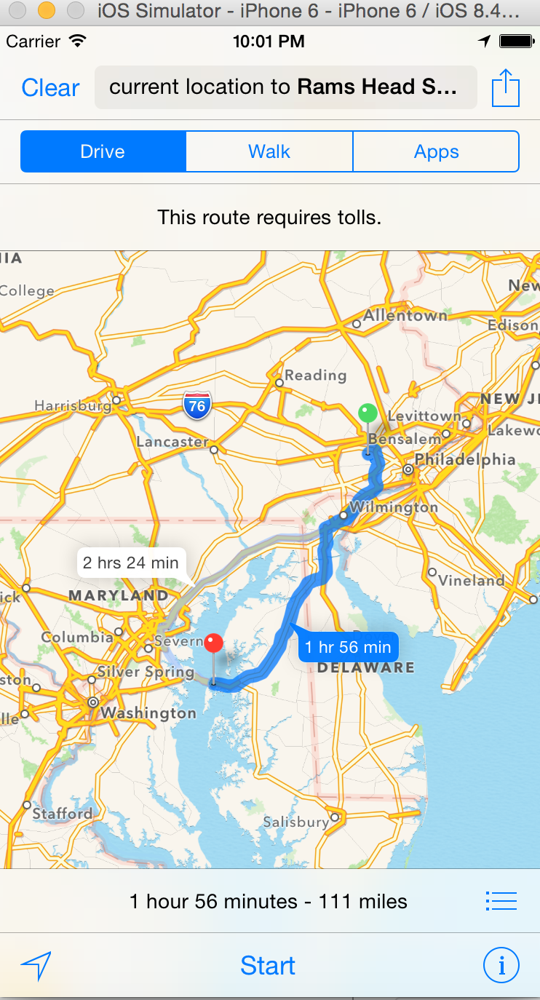 iOS Simulator - iPhone 6 - iPhone 6 / iOS 8.4...
Carrier 10:01 PM
Clear current location to Rams Head S...
Drive Walk Apps
This route requires tolls.
IIA
College
New
Allentown
Edison
Reading
Harrisburg
76
NEW JE
Levittown
Lakewo
Lancaster
Bensalem
Philadelphia
Wilmington
2 hrs 24 min
Vineland
MARYLAND
ick
Columbia
Severn
1 hr 56 min
DELAWARE
Silver Spring
ston
Washington
lle
Stafford
Salisbury
1 hour 56 minutes - 111 miles
Start
i